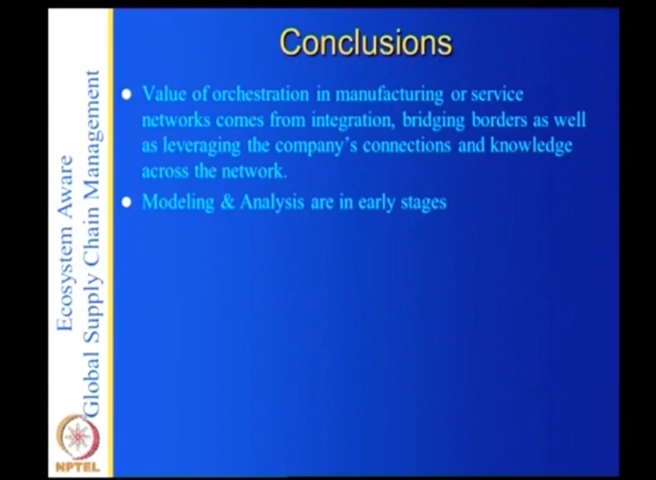 Conclusions
Value of orchestration in manufacturing or service
networks comes from integration, bridging borders as well
as leveraging the company's connections and knowledge
across the network.
Modeling & Analysis are in early stages
Ecosystem Aware
Global Supply Chain Management
NPTEL